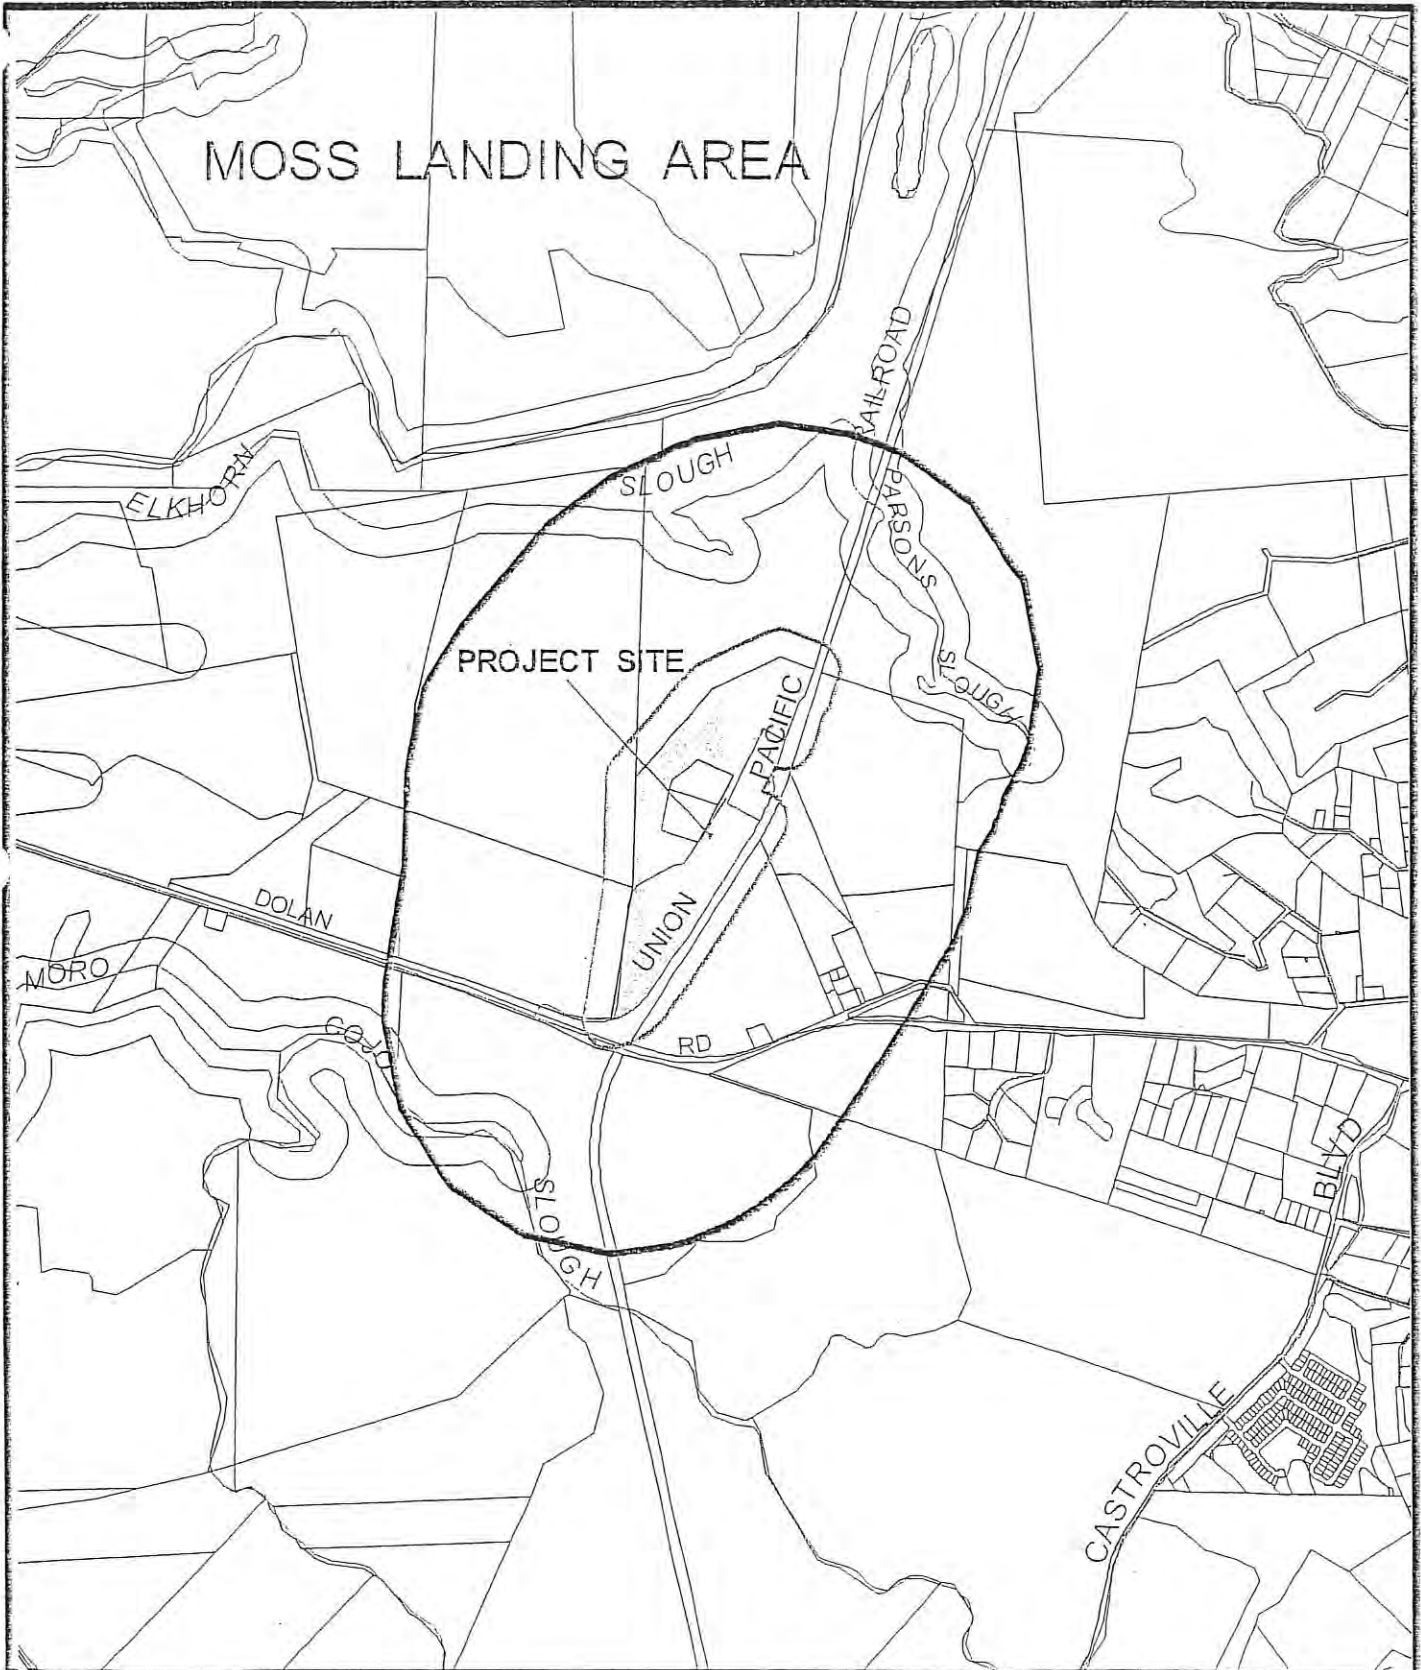 MOSS LANDING AREA
RAILROAD
SLOUGH
ELKHORN
PARSONS
PROJECT SITE
SLOUGH
PACIFIC
DOLAN
UNION
MORO
COJO
RD
BLVD
SLOUGH
CASTROVILLE